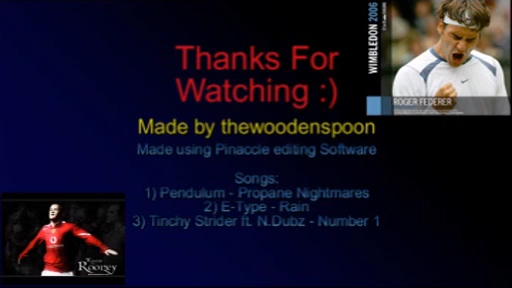 Thanks For
Watching :)
Made by thewoodenspoon
Made using Pinaccle editing Software
Songs:
1) Pendulum - Propane Nightmares
2) E-Type - Rain
3) Tinchy Strider ft. N.Dubz - Number 1
WIMBLEDON 2006
ROGER FEDERER
Rooney